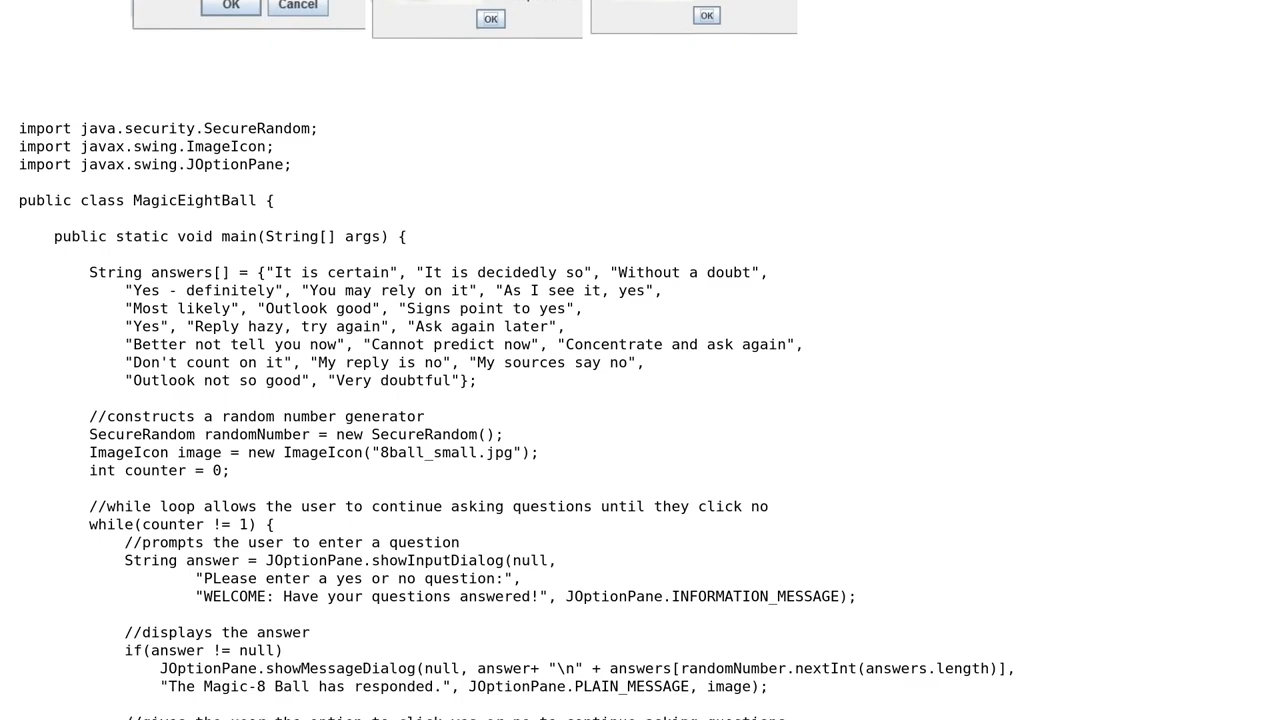 OK Cancel OK OK
import java.security.SecureRandom;
import javax.swing.ImageIcon;
import javax.swing.JOptionPane;
public class MagicEightBall {
public static void main(String[] args) {
String answers[] = {"It is certain", "It is decidedly so", "Without a doubt",
"Yes - definitely", "You may rely on it", "As I see it, yes",
"Most likely", "Outlook good", "Signs point to yes",
"Yes", "Reply hazy, try again", "Ask again later",
"Better not tell you now", "Cannot predict now", "Concentrate and ask again",
"Don't count on it", "My reply is no", "My sources say no",
"Outlook not so good", "Very doubtful"};
//constructs a random number generator
SecureRandom randomNumber = new SecureRandom();
ImageIcon image = new ImageIcon("8ball_small.jpg");
int counter = 0;
//while loop allows the user to continue asking questions until they click no
while(counter != 1) {
//prompts the user to enter a question
String answer = JOptionPane.showInputDialog(null,
"PLease enter a yes or no question:",
"WELCOME: Have your questions answered!", JOptionPane.INFORMATION_MESSAGE);
//displays the answer
if(answer != null)
JOptionPane.showMessageDialog(null, answer+ "\n" + answers[randomNumber.nextInt(answers.length)],
"The Magic-8 Ball has responded.", JOptionPane.PLAIN_MESSAGE, image);